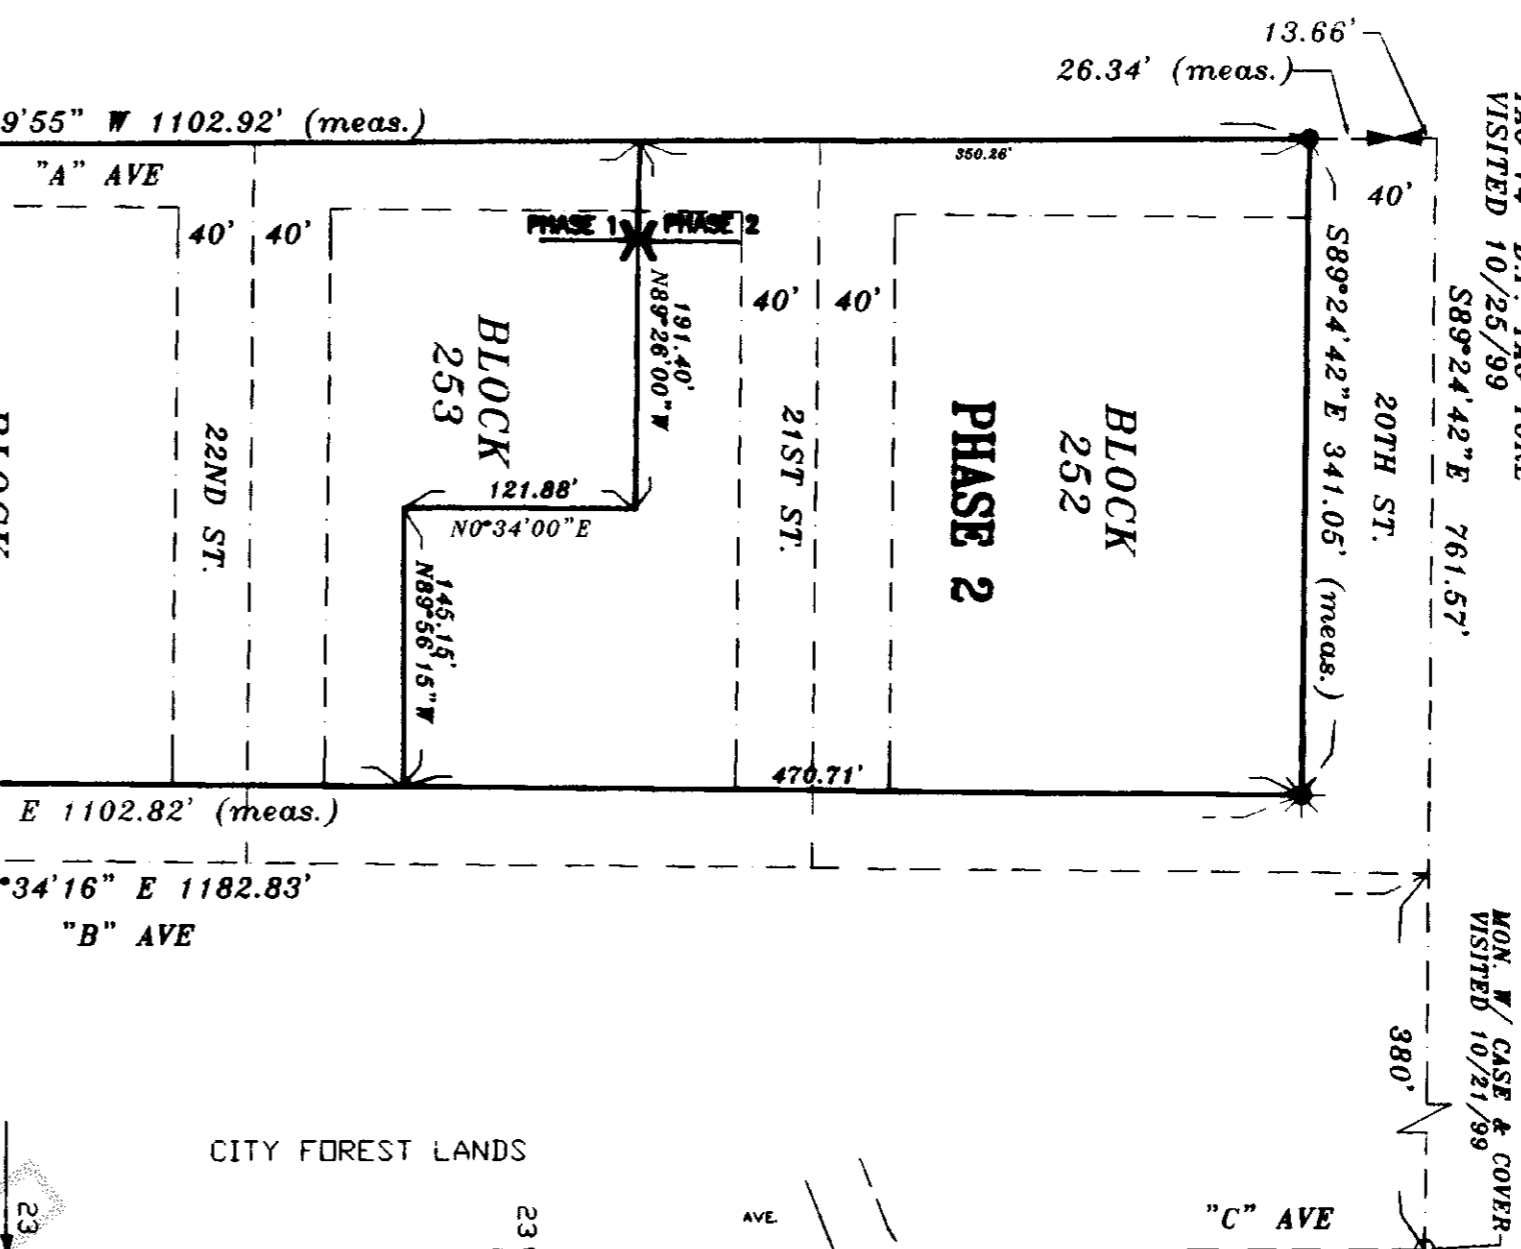 13.66'
26.34' (meas.)
9'55" W 1102.92' (meas.)
350.26'
"A" AVE
40'
40'
40'
PHASE 1
PHASE 2
40'
40'
191.40'
N89°26'00"W
BLOCK
253
121.88'
N0°34'00"E
145.15'
N89°56'15"W
22ND ST.
21ST ST.
PHASE 2
BLOCK
252
S89°24'42"E 341.05' (meas.)
20TH ST.
S89°24'42"E 761.57'
VISITED 10/25/99
BLOCK
470.71'
E 1102.82' (meas.)
°34'16" E 1182.83'
"B" AVE
MON. W/ CASE & COVER
VISITED 10/21/99
380'
CITY FOREST LANDS
23
23
AVE.
"C" AVE